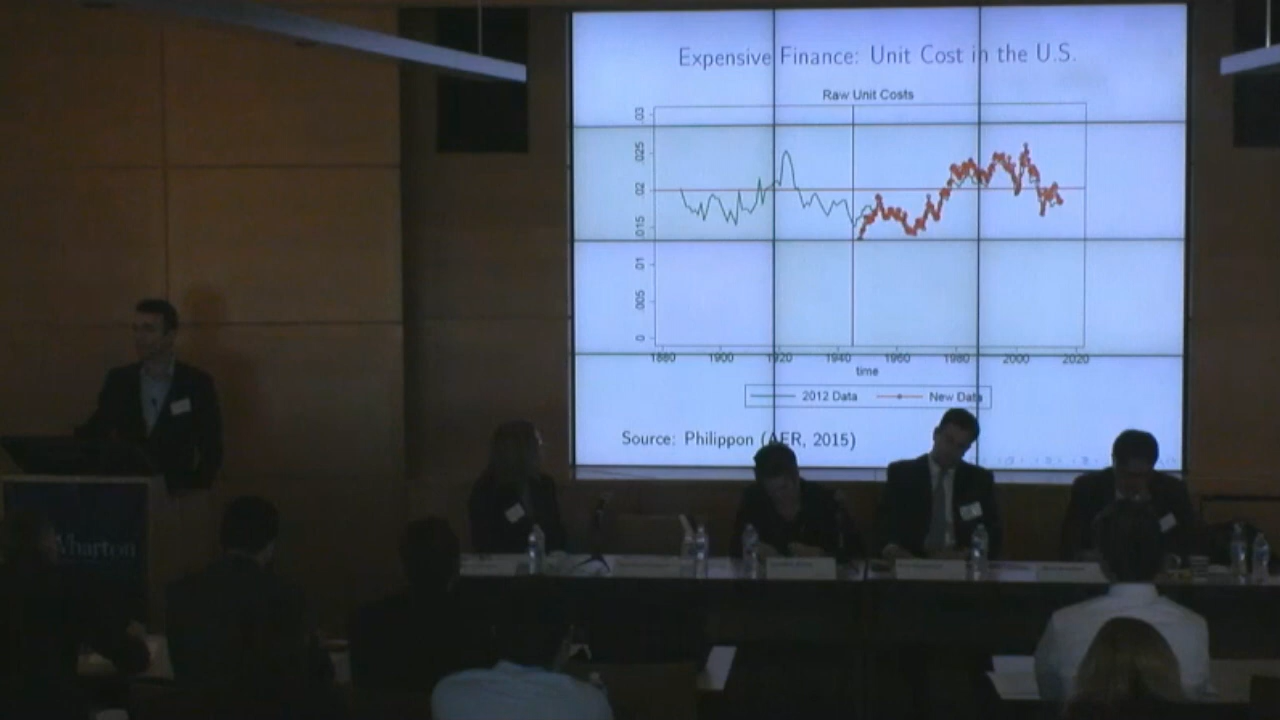 Expensive Finance: Unit Cost in the U.S.
Raw Unit Costs
.03
.025
.02
.015
.01
.005
0
1880 1900 1920 1940 1960 1980 2000 2020
time
2012 Data New Data
Source: Philippon (AER, 2015)
Wharton